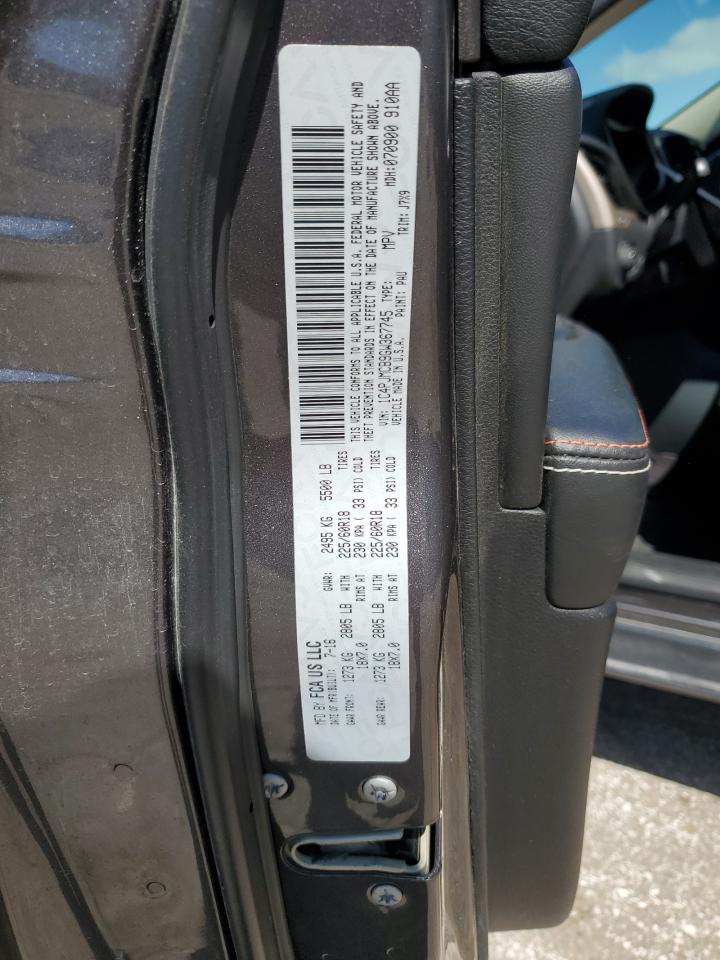 MFD BY FCA US LLC
DATE OF MFR(BUILT): 7-16 GVWR: 2495 KG 5500 LB
GAWR FRONT: 1273 KG 2805 LB WITH 225/60R18 TIRES
18X7.0 RIMS AT 230 KPA ( 33 PSI) COLD
GAWR REAR: 1273 KG 2805 LB WITH 225/60R18 TIRES
18X7.0 RIMS AT 230 KPA ( 33 PSI) COLD
THIS VEHICLE CONFORMS TO ALL APPLICABLE U.S.A. FEDERAL MOTOR VEHICLE SAFETY AND
THEFT PREVENTION STANDARDS IN EFFECT ON THE DATE OF MANUFACTURE SHOWN ABOVE.
VIN: 1C4PJMCB9GW367745 TYPE: MPV MDH:070900 910AA
VEHICLE MADE IN U.S.A. PAINT: PAU TRIM: J7X9